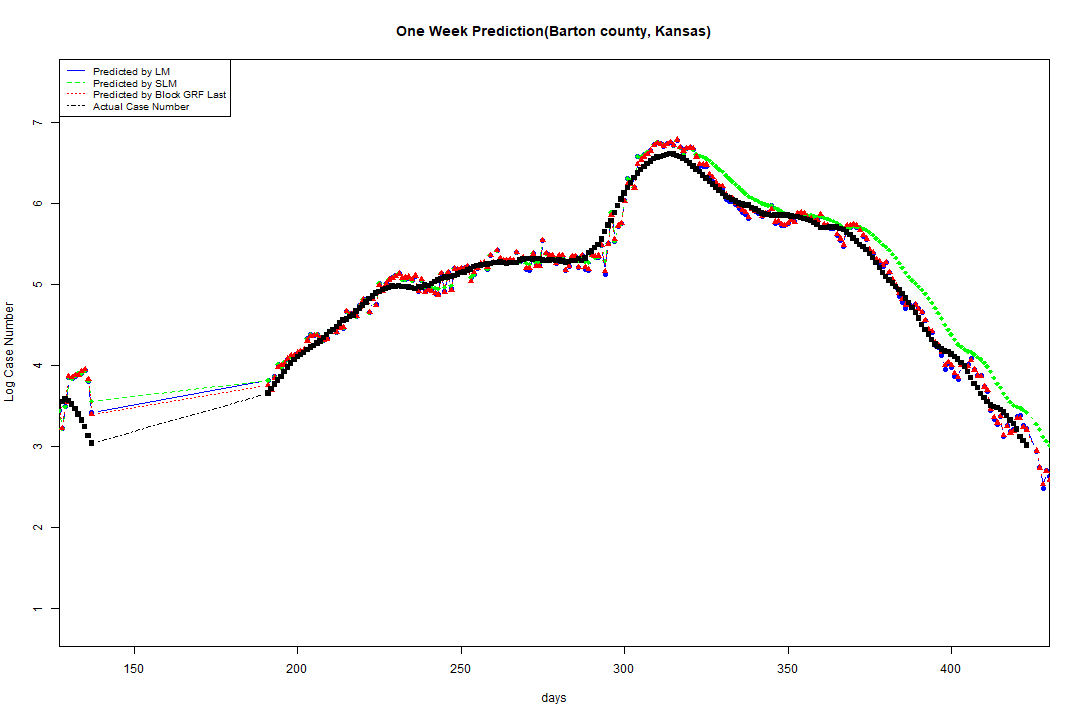 One Week Prediction(Barton county, Kansas)
Predicted by LM
Predicted by SLM
Predicted by Block GRF Last
Actual Case Number
Log Case Number
7
6
5
4
3
2
1
150 200 250 300 350 400
days